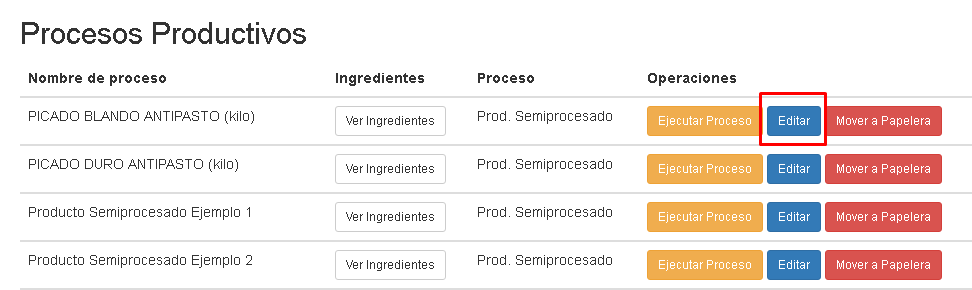 Procesos Productivos
Nombre de proceso Ingredientes Proceso Operaciones
PICADO BLANDO ANTIPASTO (kilo) Ver Ingredientes Prod. Semiprocesado Ejecutar Proceso Editar Mover a Papelera
PICADO DURO ANTIPASTO (kilo) Ver Ingredientes Prod. Semiprocesado Ejecutar Proceso Editar Mover a Papelera
Producto Semiprocesado Ejemplo 1 Ver Ingredientes Prod. Semiprocesado Ejecutar Proceso Editar Mover a Papelera
Producto Semiprocesado Ejemplo 2 Ver Ingredientes Prod. Semiprocesado Ejecutar Proceso Editar Mover a Papelera